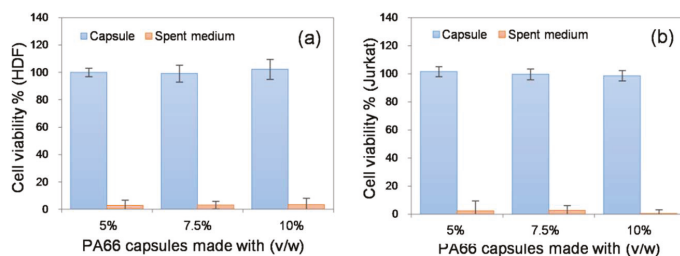 140
120
100
80
60
40
20
0
Cell viability % (HDF)
Capsule Spent medium
(a)
5% 7.5% 10%
PA66 capsules made with (v/w)
140
120
100
80
60
40
20
0
Cell viability % (Jurkat)
Capsule Spent medium
(b)
5% 7.5% 10%
PA66 capsules made with (v/w)